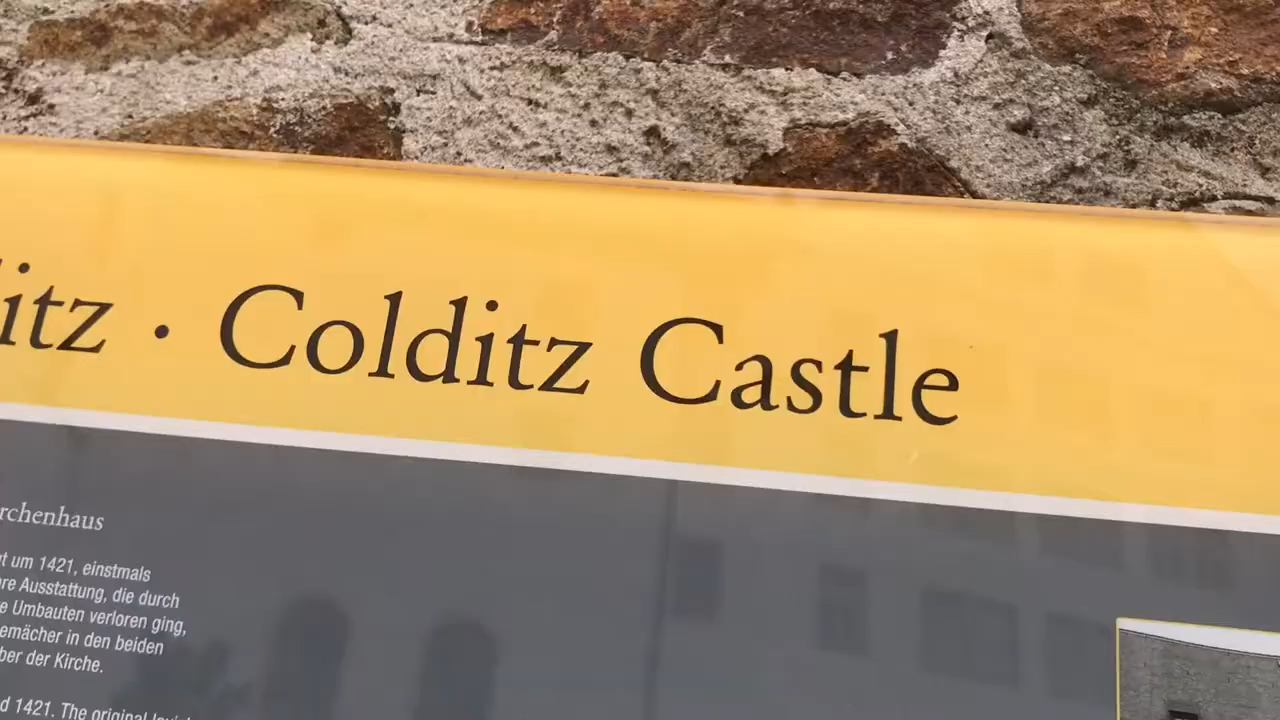 itz · Colditz Castle
rchenhaus
t um 1421, einstmals
re Ausstattung, die durch
e Umbauten verloren ging,
emächer in den beiden
ber der Kirche.
d 1421. The original